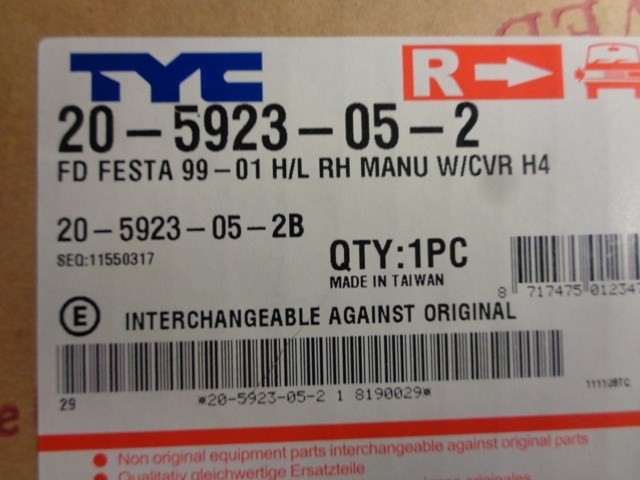 TYC
R
20-5923-05-2
FD FESTA 99-01 H/L RH MANU W/CVR H4
20-5923-05-2B
SEQ:11550317
QTY:1PC
MADE IN TAIWAN
8 717475 012347
E INTERCHANGEABLE AGAINST ORIGINAL
29
*20-5923-05-2 1 8190029*
Non original equipment parts interchangeable against original parts
Qualitativ gleichwertige Ersatzteile